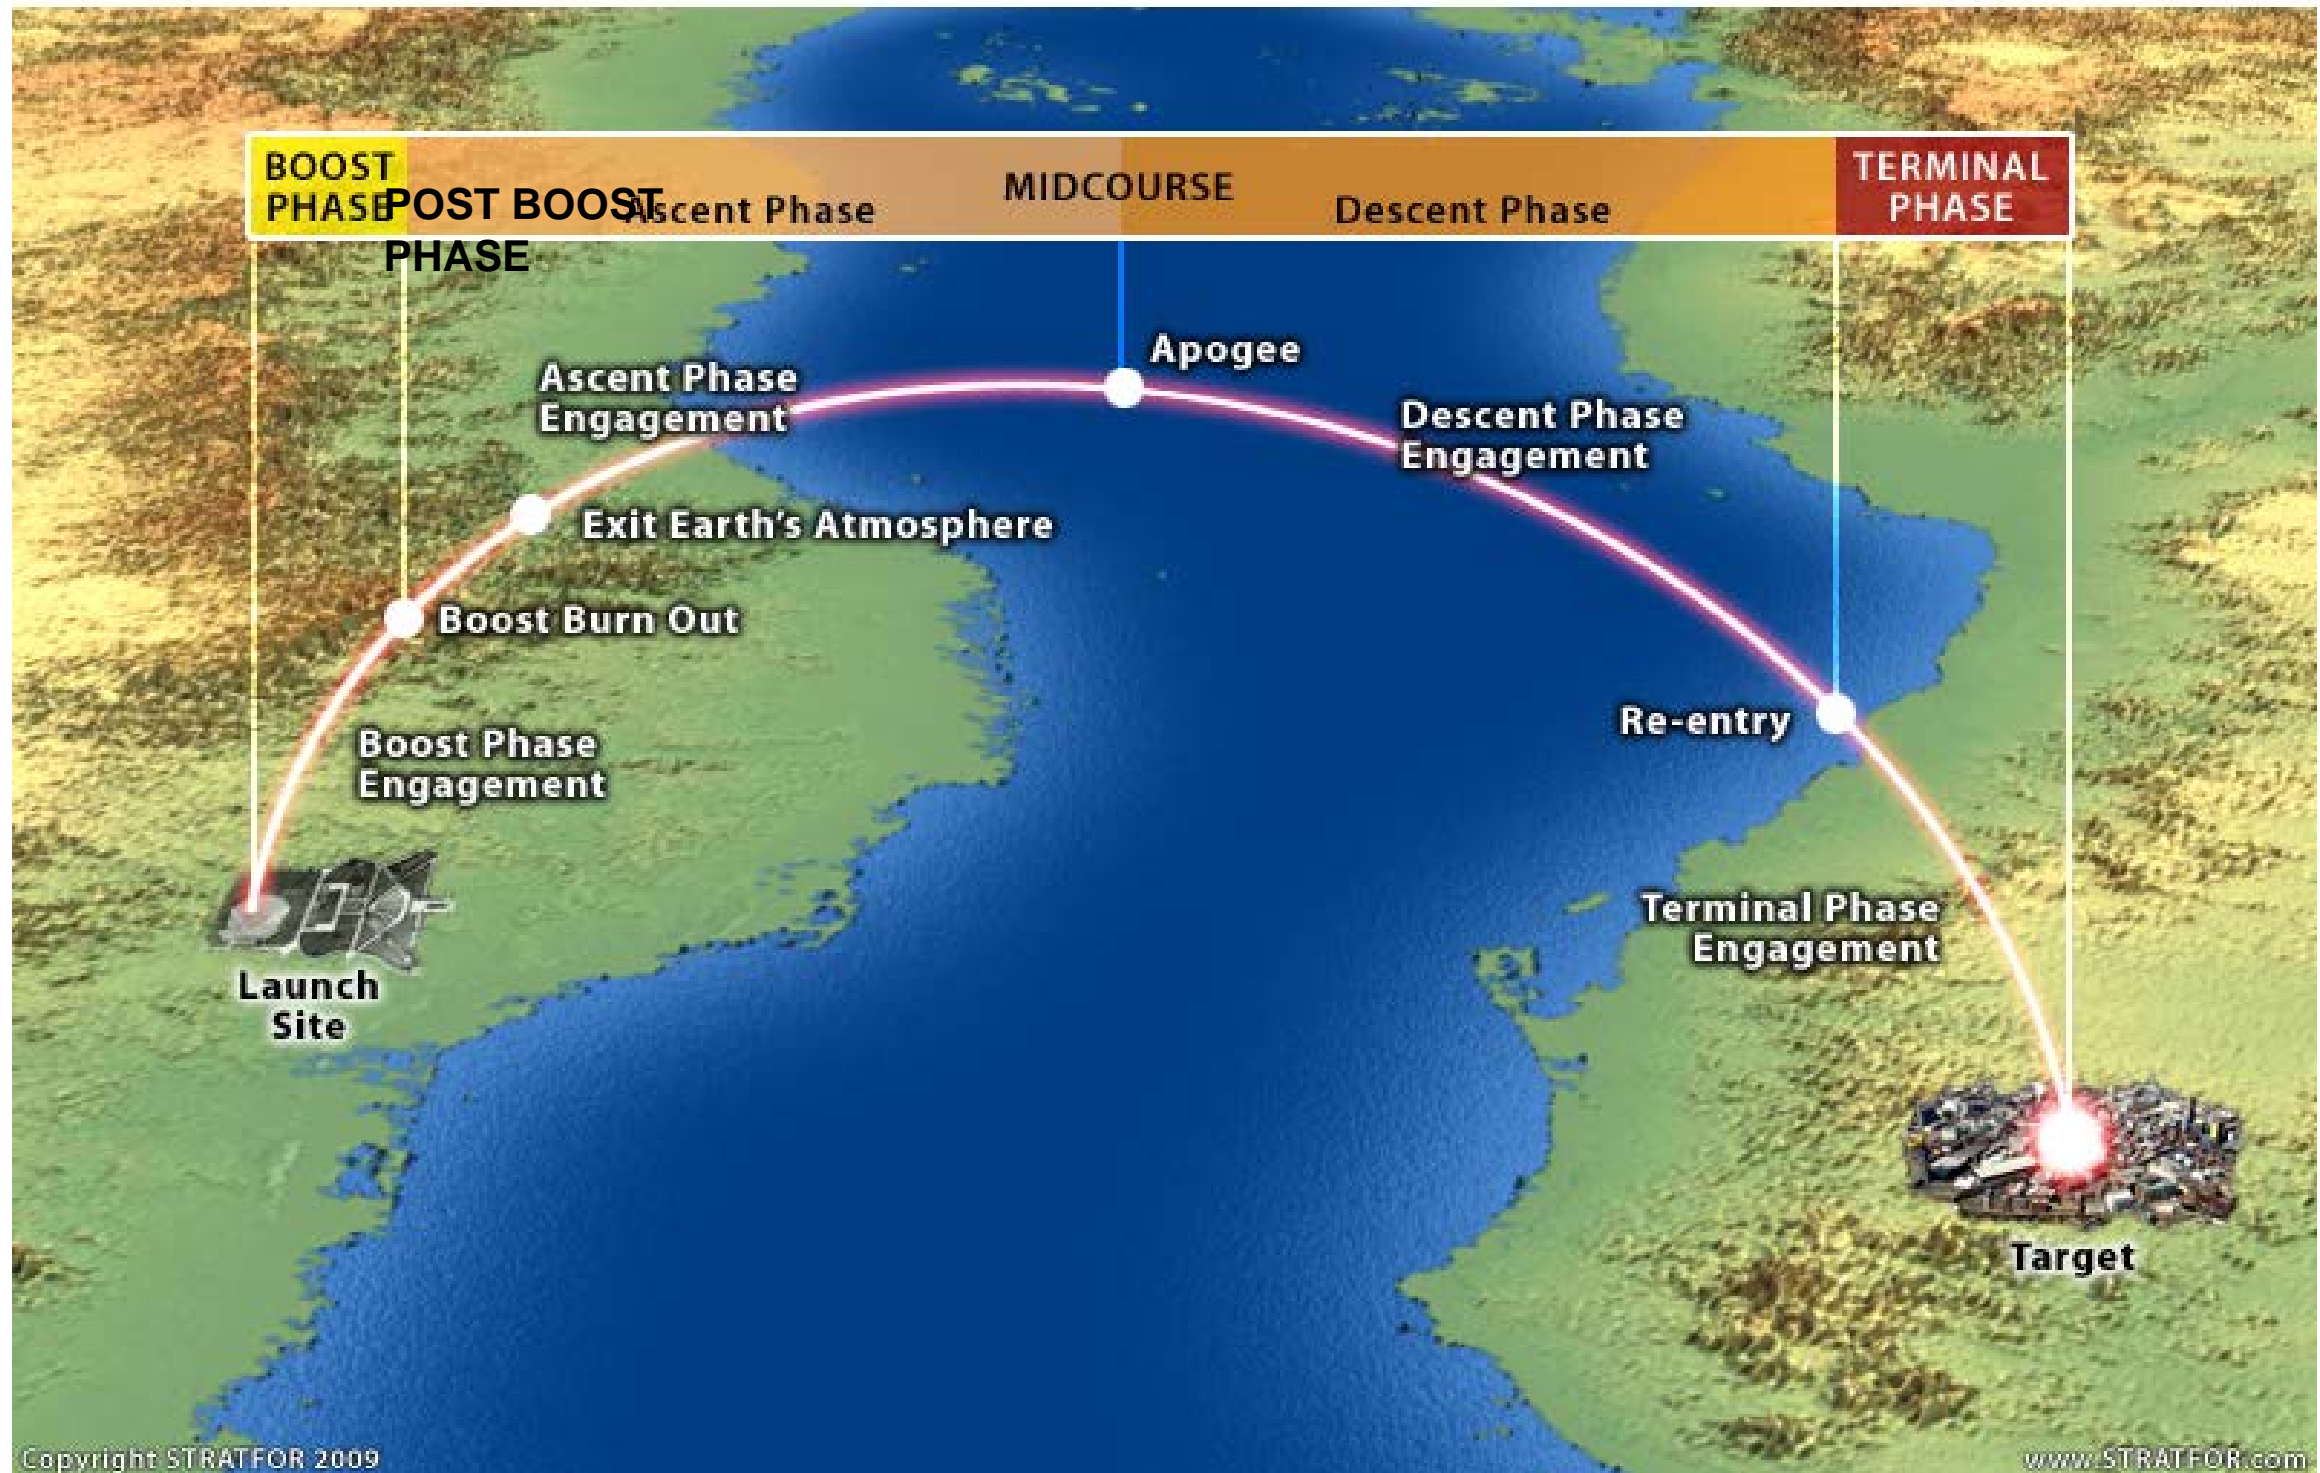 BOOST
PHASE
POST BOOST
PHASE
Ascent Phase
MIDCOURSE
Descent Phase
TERMINAL
PHASE
Apogee
Ascent Phase
Engagement
Descent Phase
Engagement
Exit Earth's Atmosphere
Boost Burn Out
Re-entry
Boost Phase
Engagement
Terminal Phase
Engagement
Launch
Site
Target
Copyright STRATFOR 2009
www.STRATFOR.com